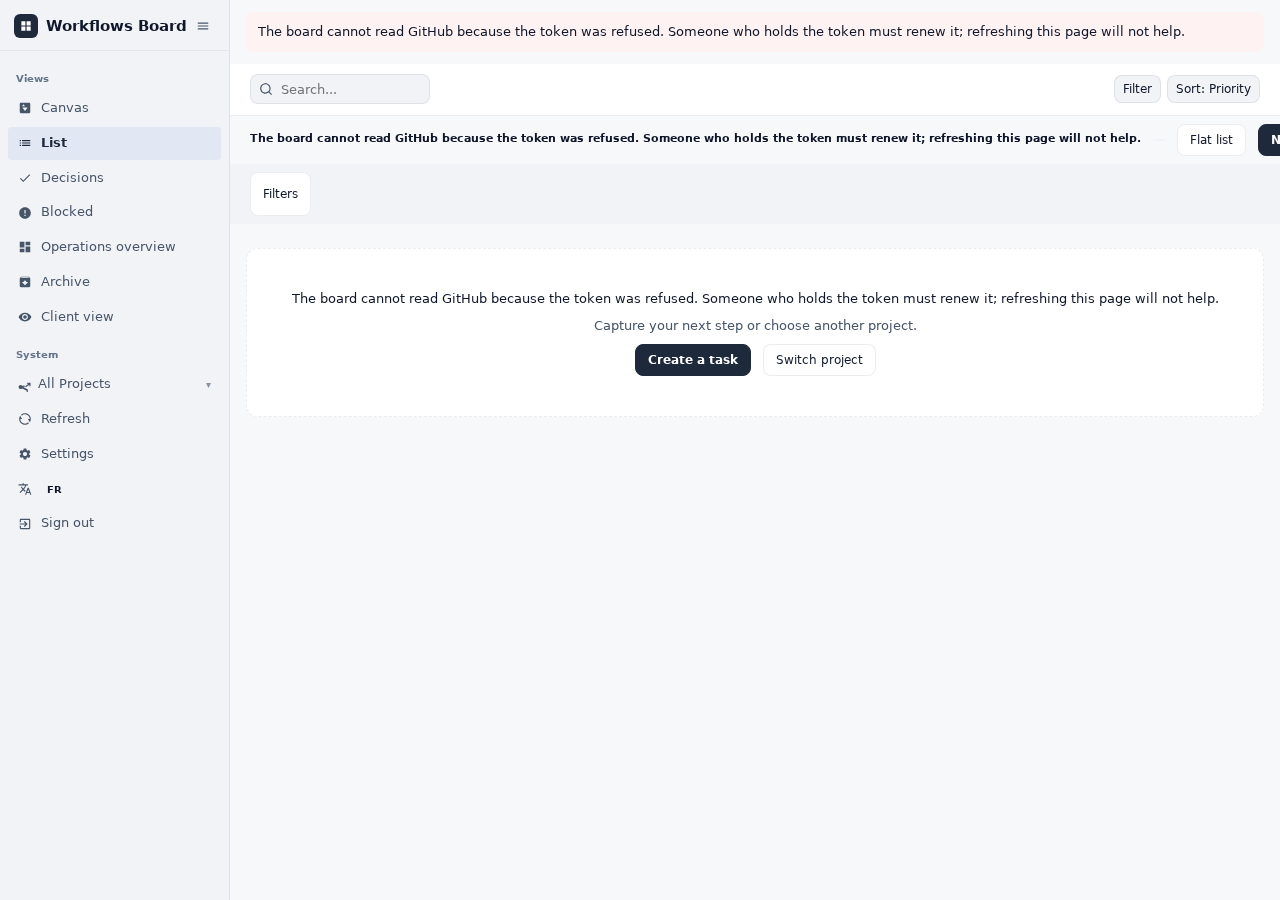 Workflows Board
The board cannot read GitHub because the token was refused. Someone who holds the token must renew it; refreshing this page will not help.
Views
Canvas
List
Decisions
Blocked
Operations overview
Archive
Client view
System
All Projects
Refresh
Settings
FR
Sign out
Search...
Filter
Sort: Priority
The board cannot read GitHub because the token was refused. Someone who holds the token must renew it; refreshing this page will not help.
Flat list
Filters
The board cannot read GitHub because the token was refused. Someone who holds the token must renew it; refreshing this page will not help.
Capture your next step or choose another project.
Create a task
Switch project